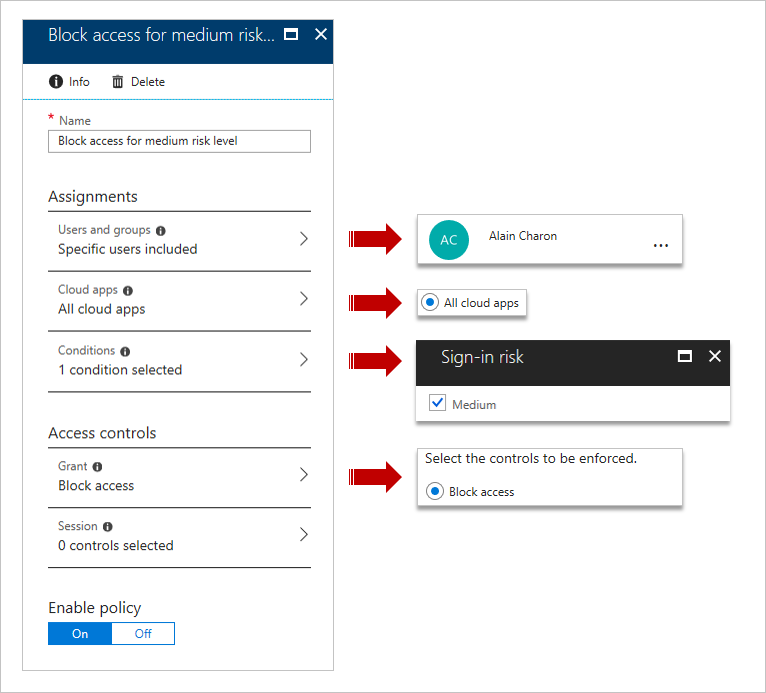 Block access for medium risk...
Info Delete
* Name
Block access for medium risk level
Assignments
Users and groups
Specific users included
AC Alain Charon ...
Cloud apps
All cloud apps
All cloud apps
Conditions
1 condition selected
Sign-in risk
Medium
Access controls
Grant
Block access
Select the controls to be enforced.
Block access
Session
0 controls selected
Enable policy
On Off